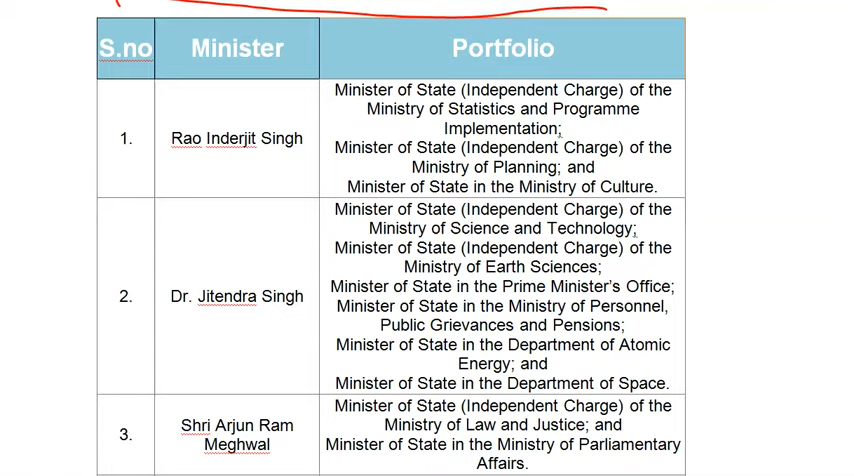 S.no Minister Portfolio
1. Rao Inderjit Singh
Minister of State (Independent Charge) of the
Ministry of Statistics and Programme
Implementation;
Minister of State (Independent Charge) of the
Ministry of Planning; and
Minister of State in the Ministry of Culture.
2. Dr. Jitendra Singh
Minister of State (Independent Charge) of the
Ministry of Science and Technology;
Minister of State (Independent Charge) of the
Ministry of Earth Sciences;
Minister of State in the Prime Minister's Office;
Minister of State in the Ministry of Personnel,
Public Grievances and Pensions;
Minister of State in the Department of Atomic
Energy; and
Minister of State in the Department of Space.
3. Shri Arjun Ram
Meghwal
Minister of State (Independent Charge) of the
Ministry of Law and Justice; and
Minister of State in the Ministry of Parliamentary
Affairs.